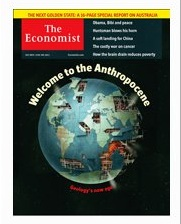 THE NEXT GOLDEN STATE: A 16-PAGE SPECIAL REPORT ON AUSTRALIA
The
Economist
Obama, Bibi and peace
Huntsman blows his horn
A soft landing for China
The costly war on cancer
How the brain drain reduces poverty
Welcome to the Anthropocene
Geology's new age